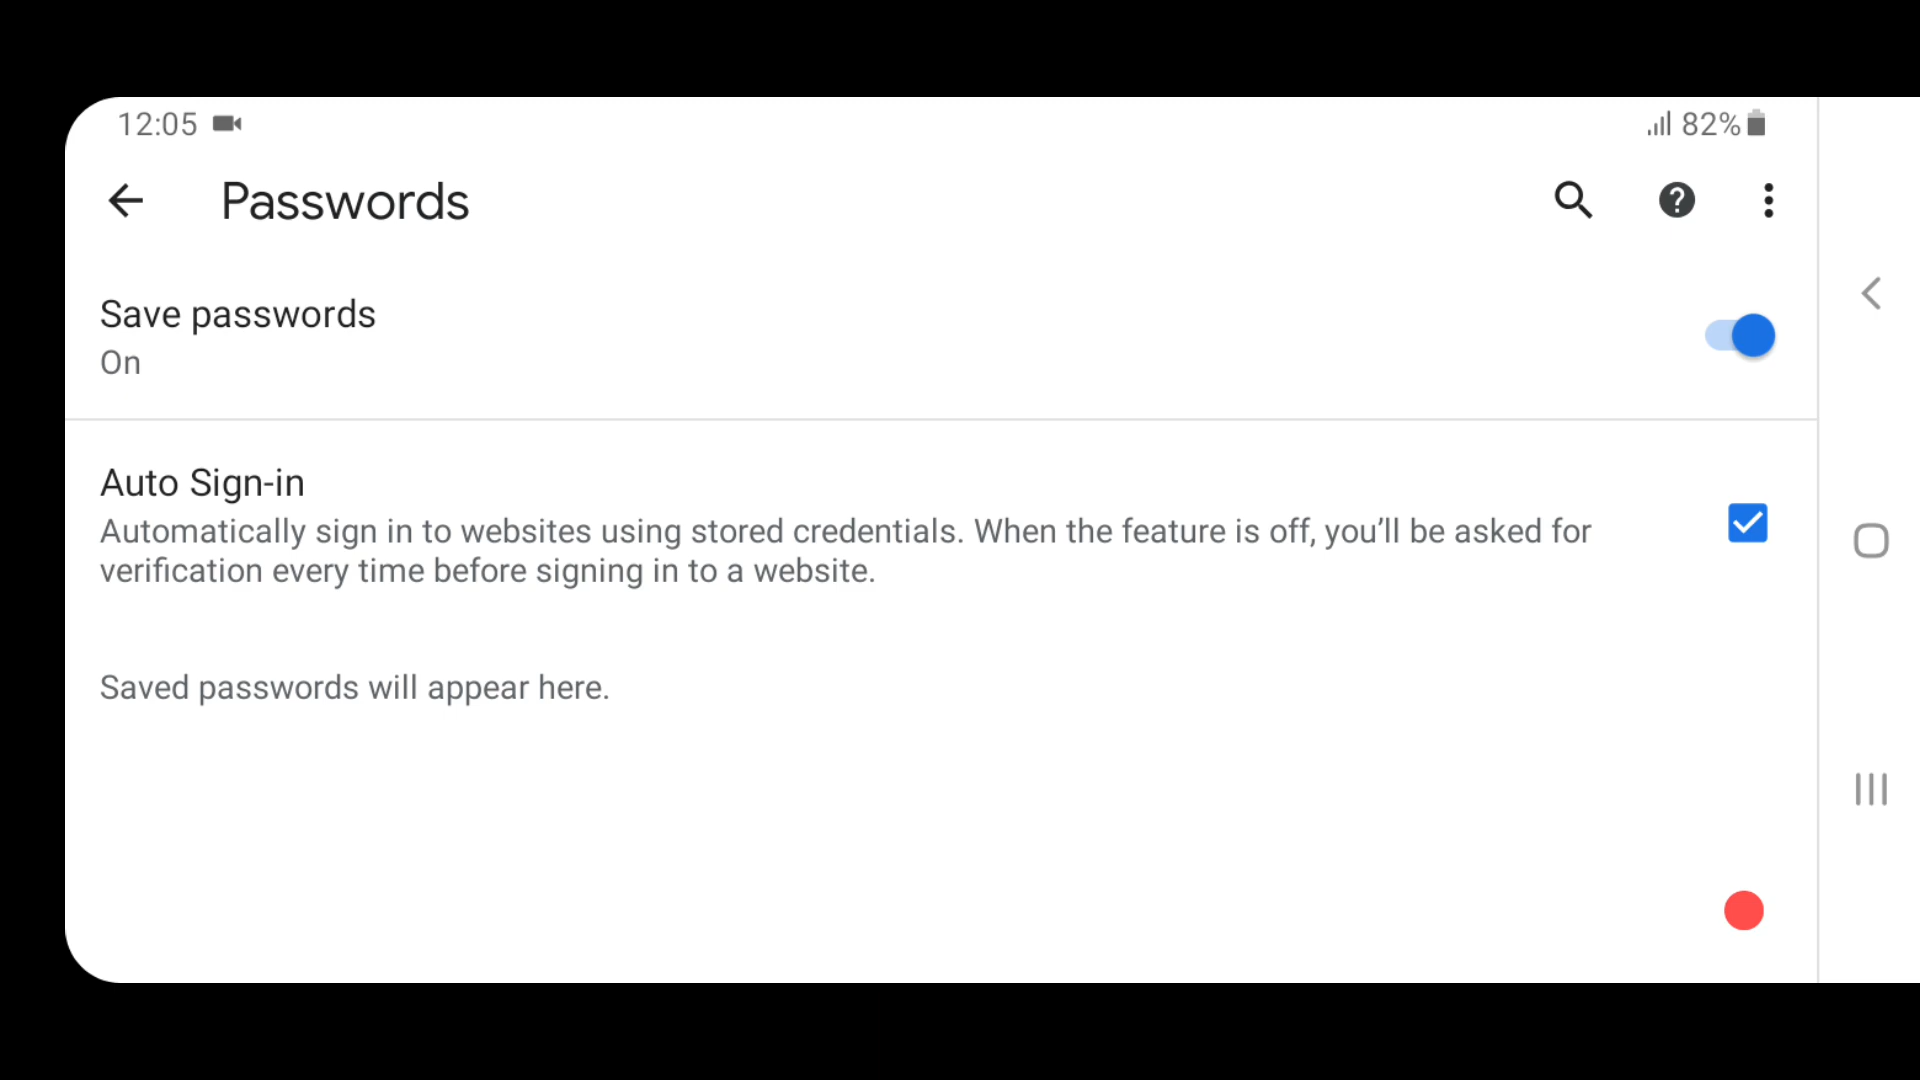 12:05
82%
Passwords
Save passwords
On
Auto Sign-in
Automatically sign in to websites using stored credentials. When the feature is off, you’ll be asked for
verification every time before signing in to a website.
Saved passwords will appear here.